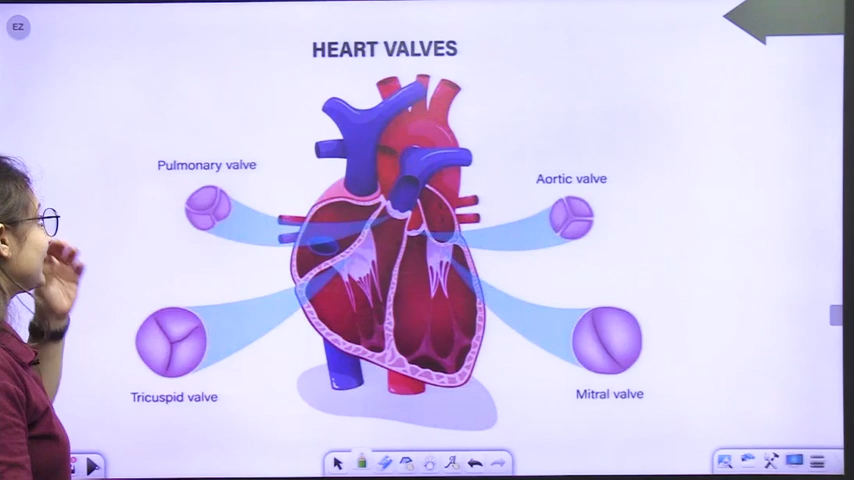 EZ
HEART VALVES
Pulmonary valve
Aortic valve
Tricuspid valve
Mitral valve